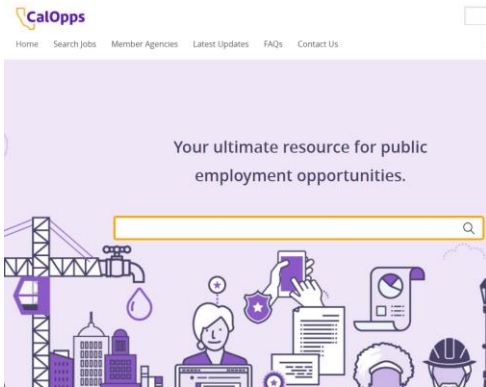 CalOpps
Home Search Jobs Member Agencies Latest Updates FAQs Contact Us
Your ultimate resource for public
employment opportunities.